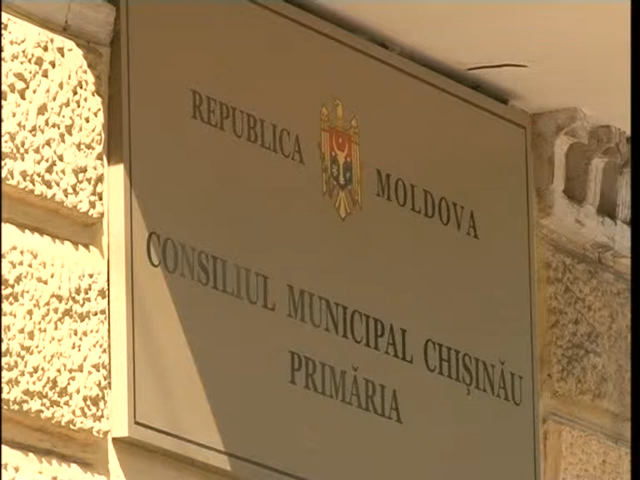 REPUBLICA MOLDOVA
CONSILIUL MUNICIPAL CHIȘINĂU
PRIMĂRIA